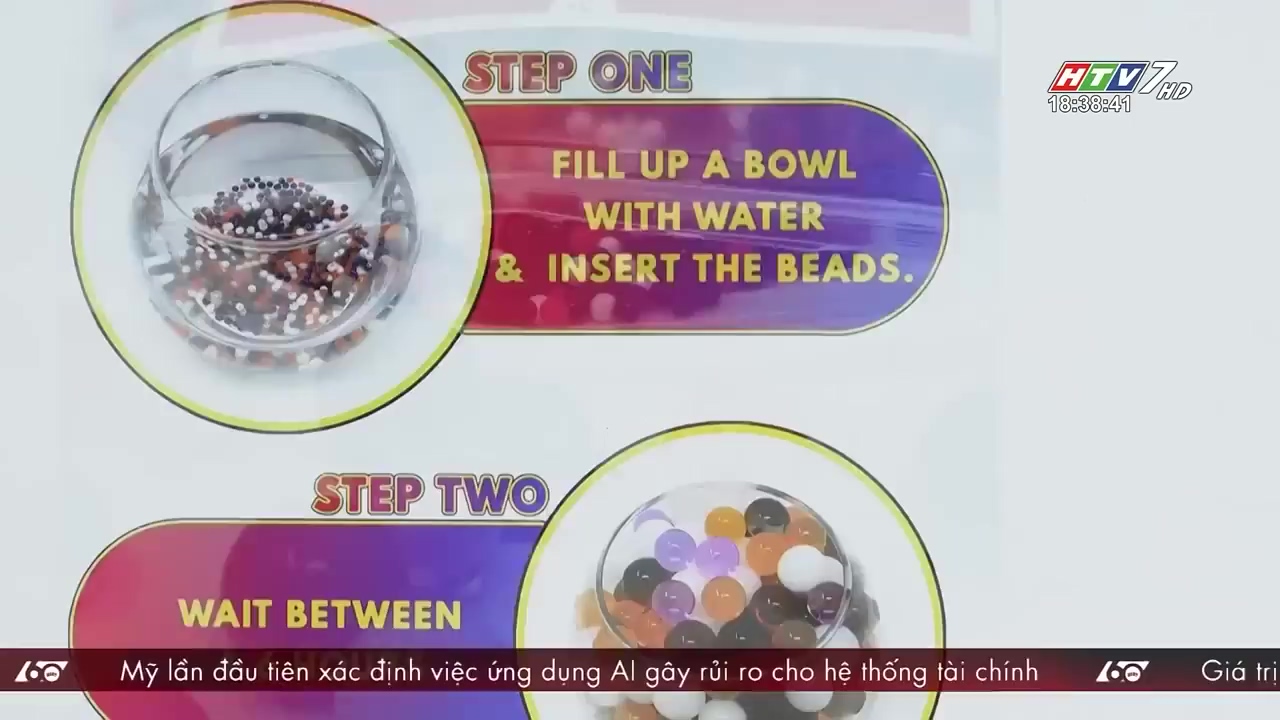 STEP ONE
HTV7 HD
18:38:41
FILL UP A BOWL
WITH WATER
& INSERT THE BEADS.
STEP TWO
WAIT BETWEEN
60 Mỹ lần đầu tiên xác định việc ứng dụng AI gây rủi ro cho hệ thống tài chính 60 Giá trị